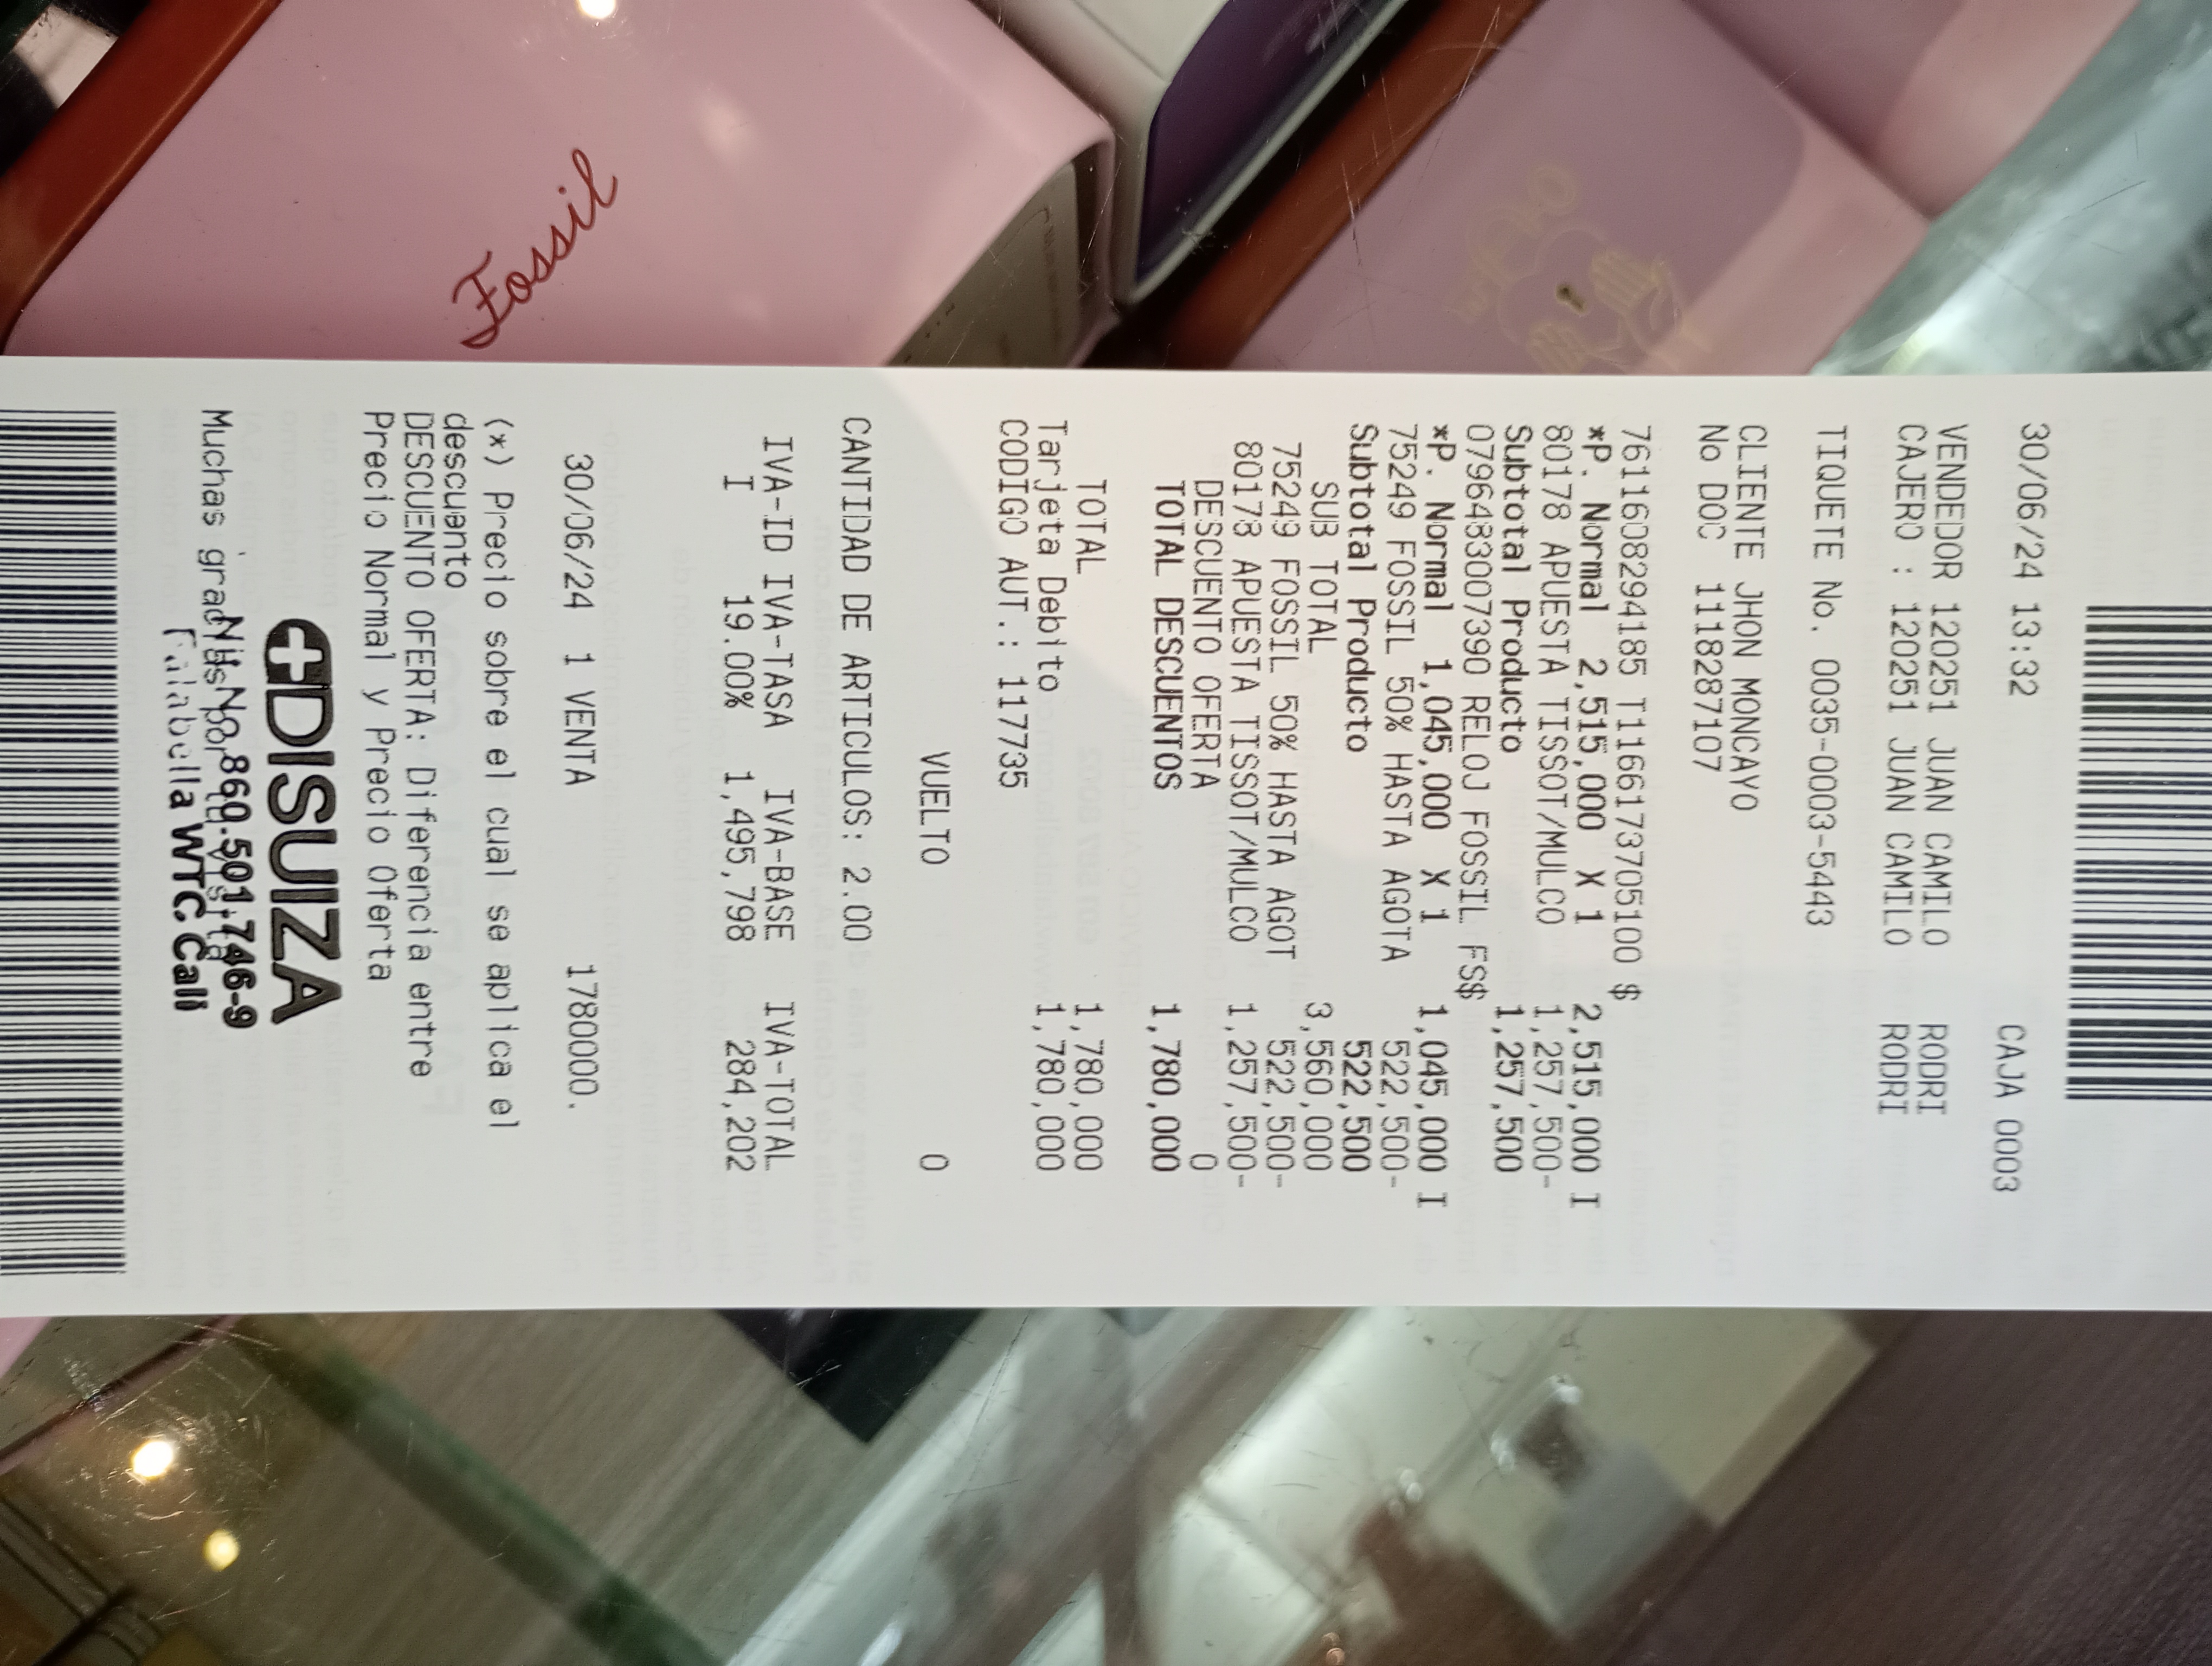 Fossil
30/06/24 13:32 CAJA 0003
VENDEDOR 120251 JUAN CAMILO RODRI
CAJERO : 120251 JUAN CAMILO RODRI
TIQUETE No. 0035-0003-5443
CLIENTE JHON MONCAYO
No DOC 1118287107
7611608294185 T1166173705100 $
*P. Normal 2,515,000 X 1 2,515,000 I
80178 APUESTA TISSOT/MULCO 1,257,500-
Subtotal Producto 1,257,500
0796483007390 RELOJ FOSSIL FS$
*P. Normal 1,045,000 X 1 1,045,000 I
75249 FOSSIL 50% HASTA AGOTA 522,500-
Subtotal Producto 522,500
SUB TOTAL 3,560,000
75249 FOSSIL 50% HASTA AGOT 522,500-
80178 APUESTA TISSOT/MULCO 1,257,500-
DESCUENTO OFERTA 0
TOTAL DESCUENTOS 1,780,000
TOTAL 1,780,000
Tarjeta Debito 1,780,000
CODIGO AUT.: 117735
VUELTO 0
CANTIDAD DE ARTICULOS: 2.00
IVA-ID IVA-TASA IVA-BASE IVA-TOTAL
I 19.00% 1,495,798 284,202
30/06/24 1 VENTA 1780000.
(*) Precio sobre el cual se aplica el
descuento
DESCUENTO OFERTA: Diferencia entre
Precio Normal y Precio Oferta
DISUIZA
Muchas gracias por su visita
Nit. No. 860.501.746-9
Falabella WTC. Cali